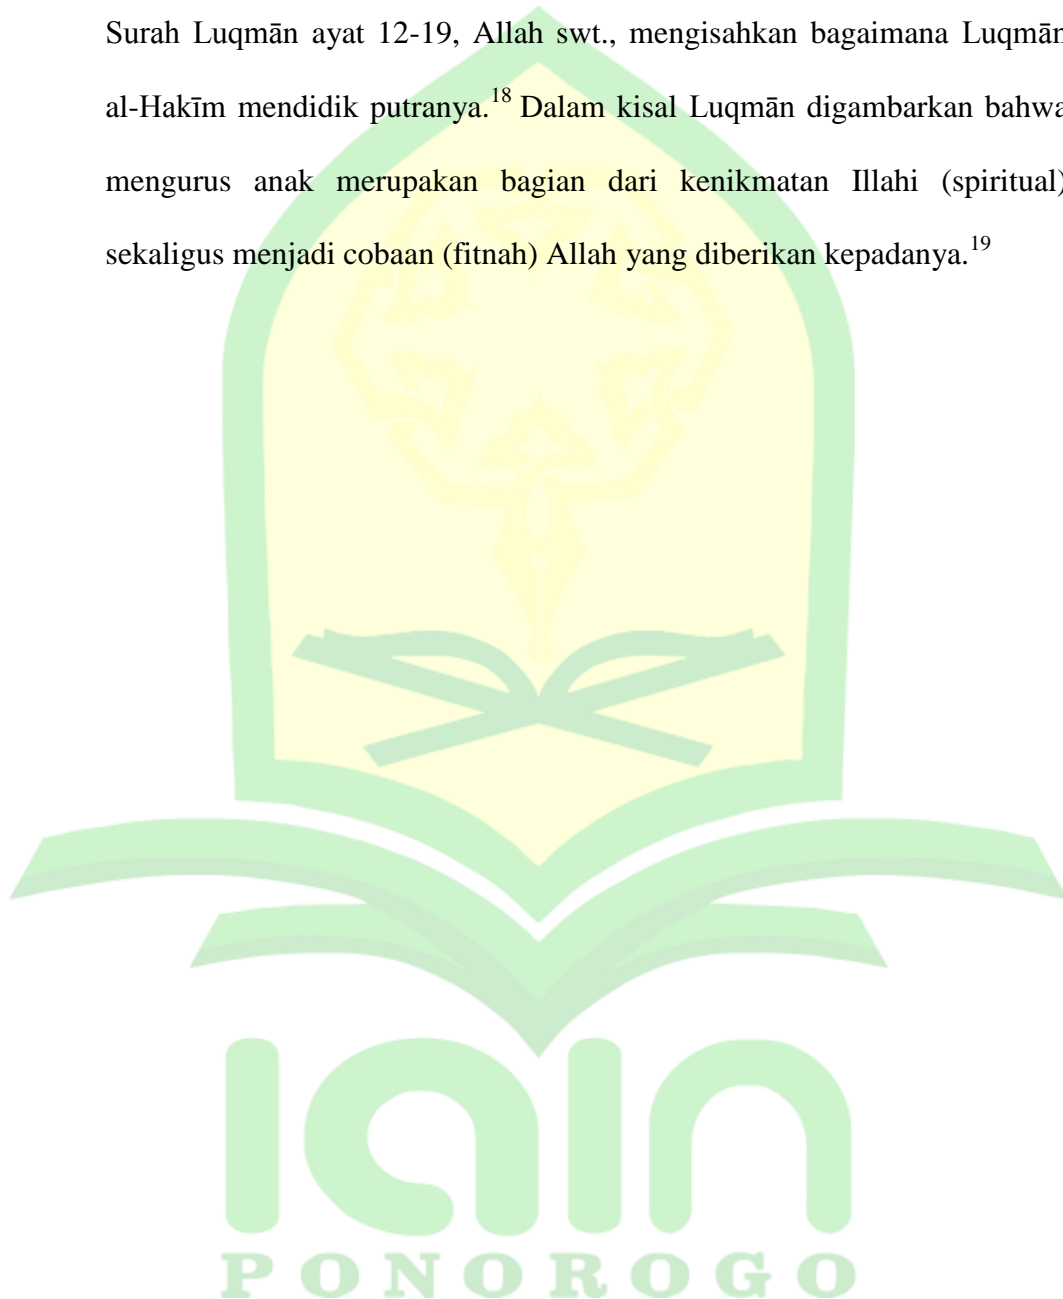 Surah Luqmān ayat 12-19, Allah swt., mengisahkan bagaimana Luqmān
al-Hakīm mendidik putranya.18 Dalam kisal Luqmān digambarkan bahwa
mengurus anak merupakan bagian dari kenikmatan Illahi (spiritual)
sekaligus menjadi cobaan (fitnah) Allah yang diberikan kepadanya.19
iain
PONOROGO